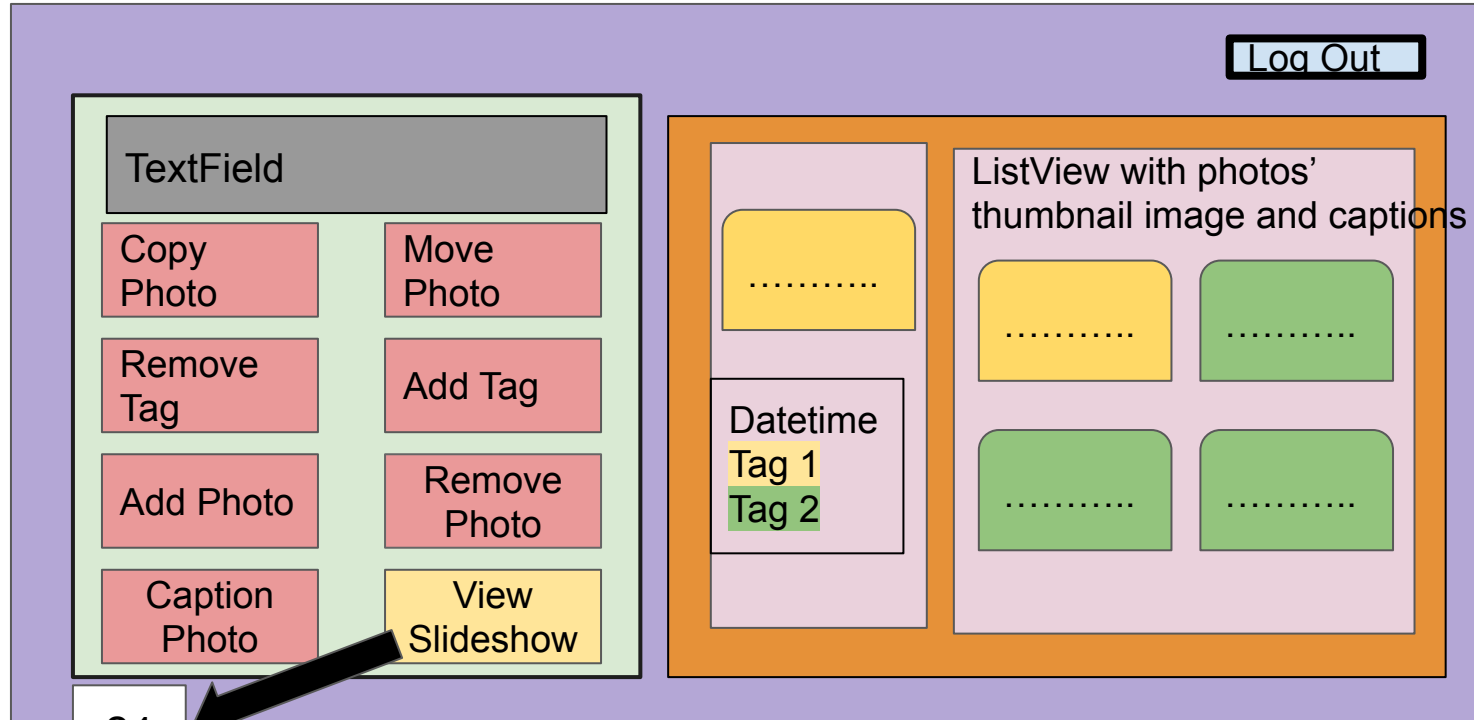 Log Out
TextField
Copy
Photo
Move
Photo
Remove
Tag
Add Tag
Add Photo
Remove
Photo
Caption
Photo
View
Slideshow
………..
Datetime
Tag 1
Tag 2
ListView with photos’
thumbnail image and captions
………..
………..
………..
………..